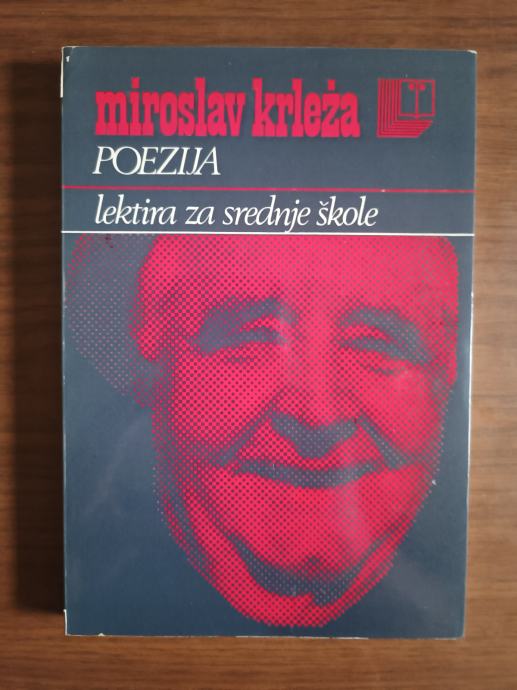 miroslav krleža
POEZIJA
lektira za srednje škole